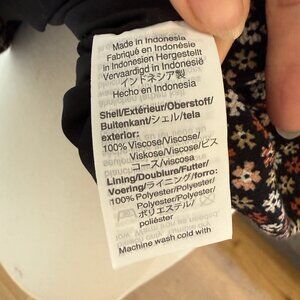 Made in Indonesia
Fabriqué en Indonésie
in Indonesien Hergestellt
Vervaardigd in Indonesië
インドネシア製
Hecho en Indonesia
Shell/Extérieur/Oberstoff/
Buitenkant/シェル/tela
exterior:
100% Viscose/Viscose/
Viskose/Viscose/ビス
コース/viscosa
Lining/Doublure/Futter/
Voering/ライニング/forro
100% Polyester/Polyester/
Polyester/Polyester/
ポリエステル/
poliéster
Machine wash cold with